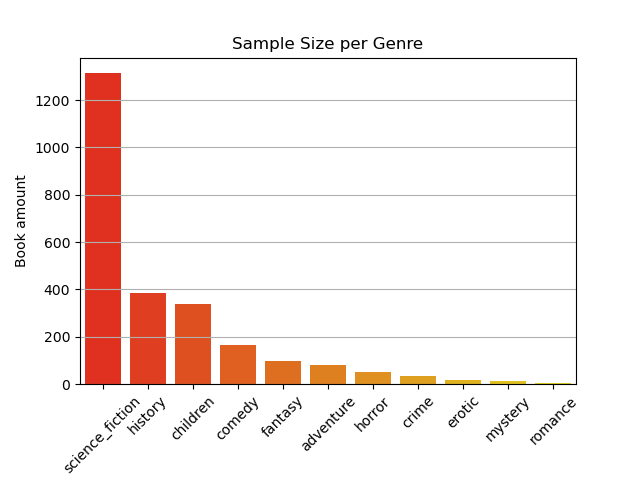 Sample Size per Genre
Book amount
1200
1000
800
600
400
200
0
science_fiction
history
children
comedy
fantasy
adventure
horror
crime
erotic
mystery
romance